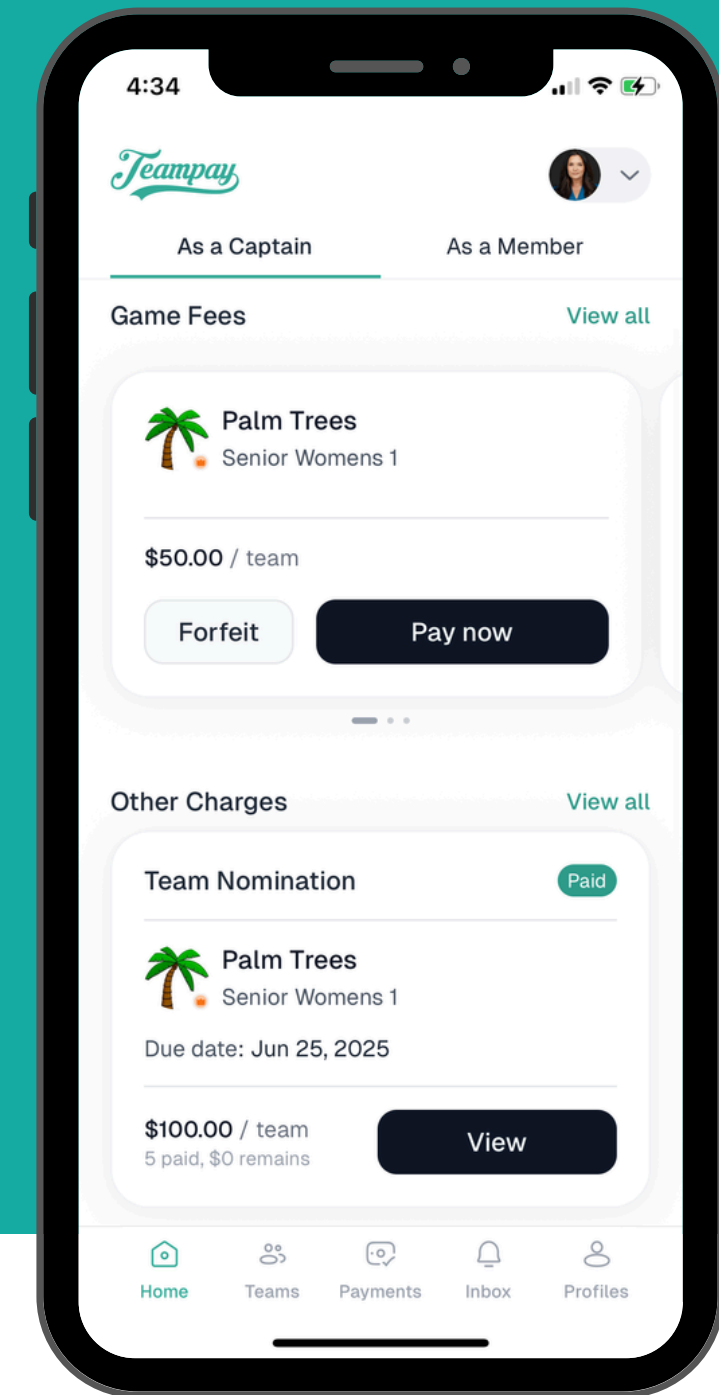 4:34
Teampay
As a Captain
As a Member
Game Fees
View all
Palm Trees
Senior Womens 1
$50.00 / team
Forfeit
Pay now
Other Charges
View all
Team Nomination
Paid
Palm Trees
Senior Womens 1
Due date: Jun 25, 2025
$100.00 / team
5 paid, $0 remains
View
Home
Teams
Payments
Inbox
Profiles